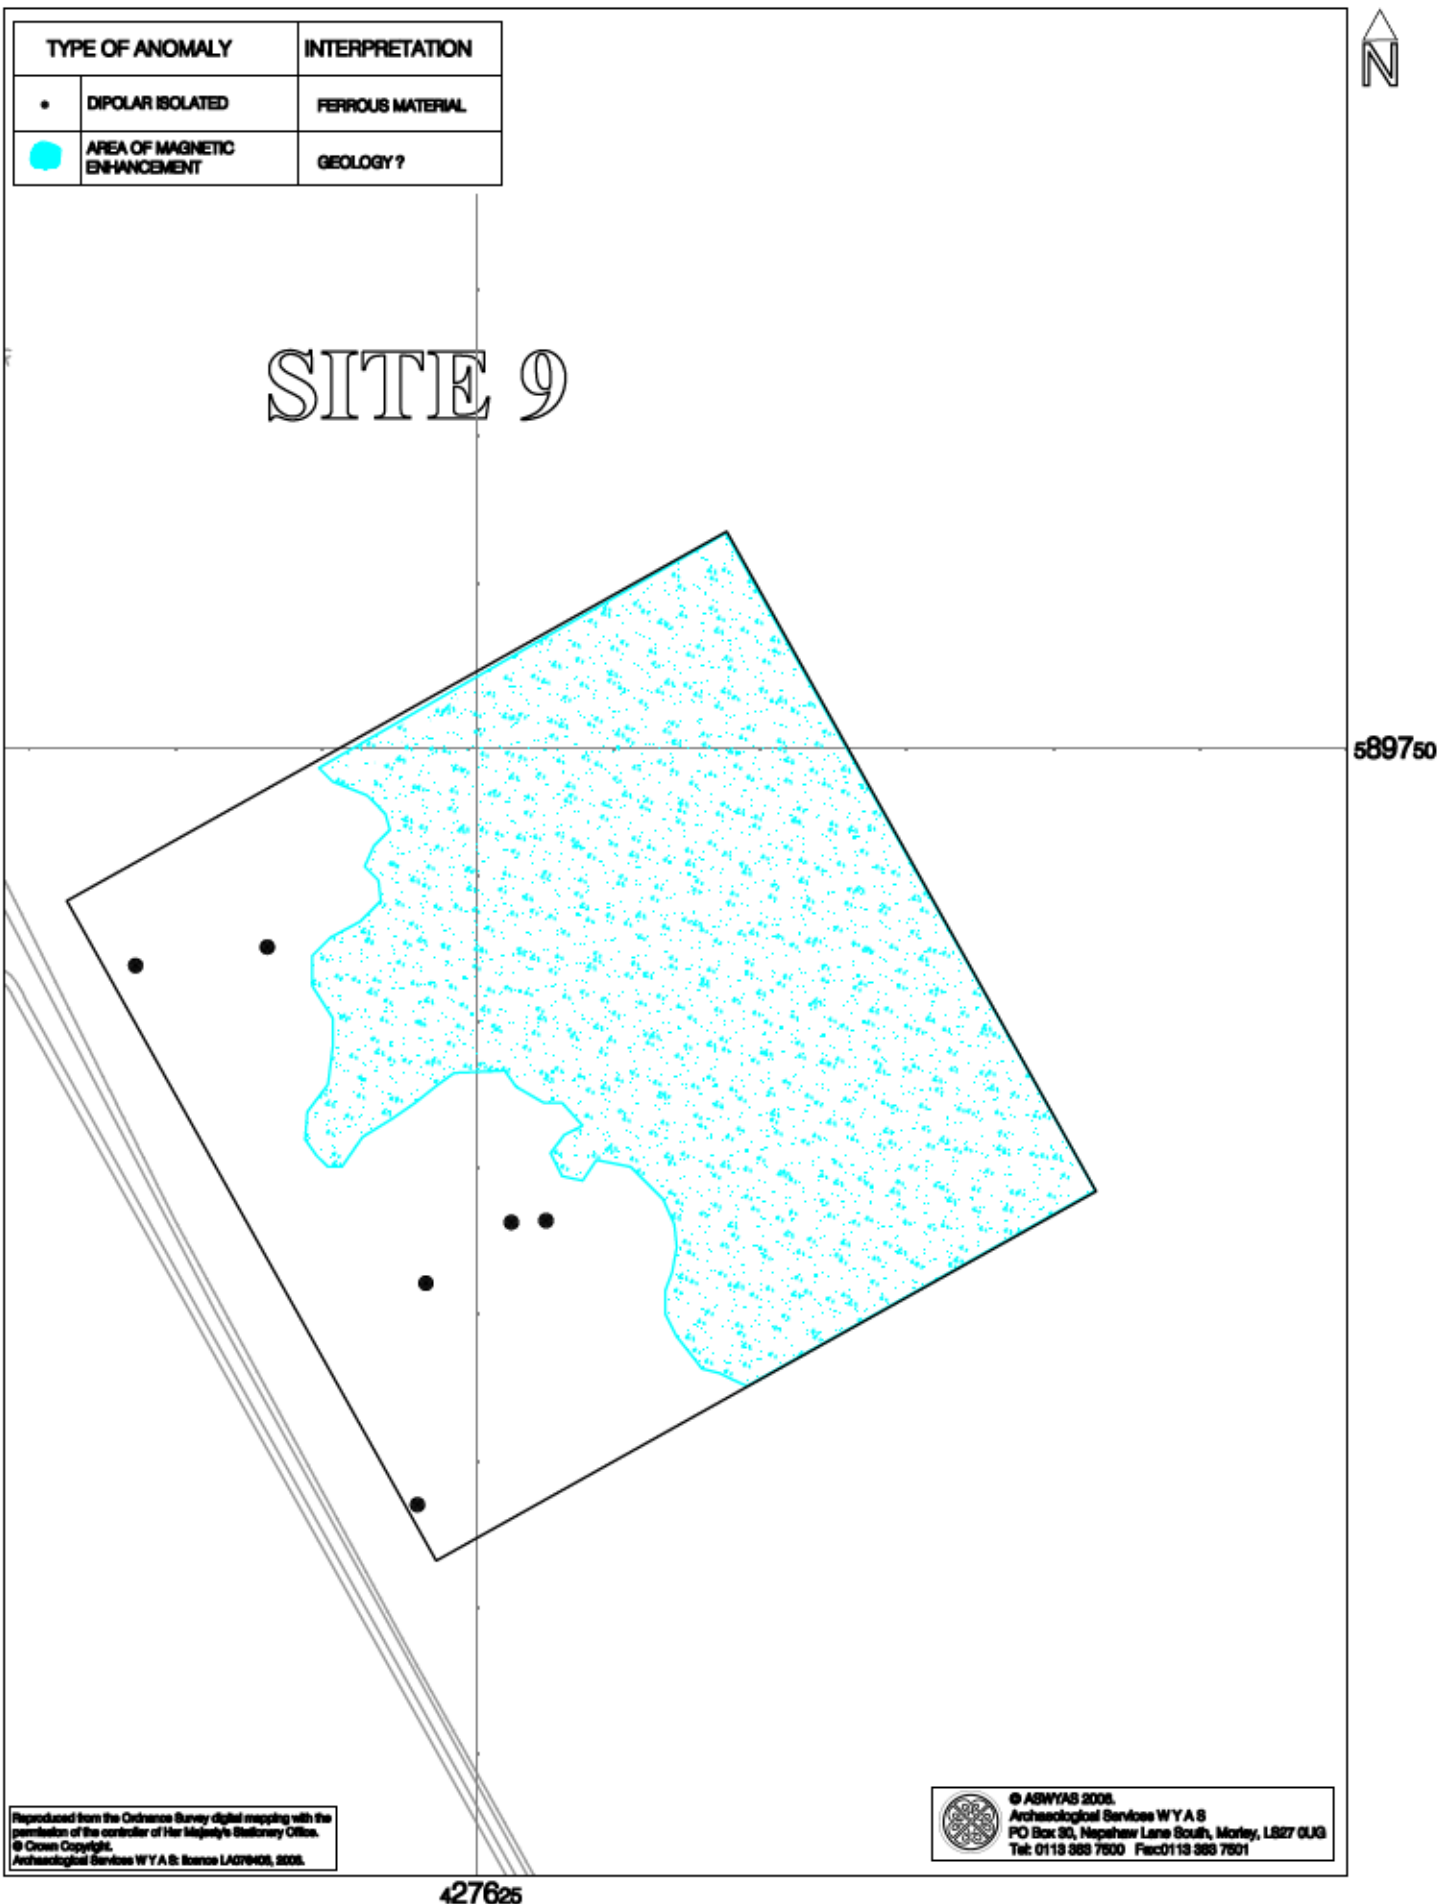 TYPE OF ANOMALY
INTERPRETATION
DIPOLAR ISOLATED
FERROUS MATERIAL
AREA OF MAGNETIC
ENHANCEMENT
GEOLOGY ?
N
SITE 9
589750
Reproduced from the Ordnance Survey digital mapping with the
permission of the controller of Her Majesty's Stationery Office.
© Crown Copyright.
Archaeological Services W Y A S: licence 2008.
© ASWYAS 2008.
Archaeological Services W Y A S
PO Box 30, Nepshaw Lane South, Morley, LS27 0UG
Tel: 0113 383 7500 Fax: 0113 383 7501
427625